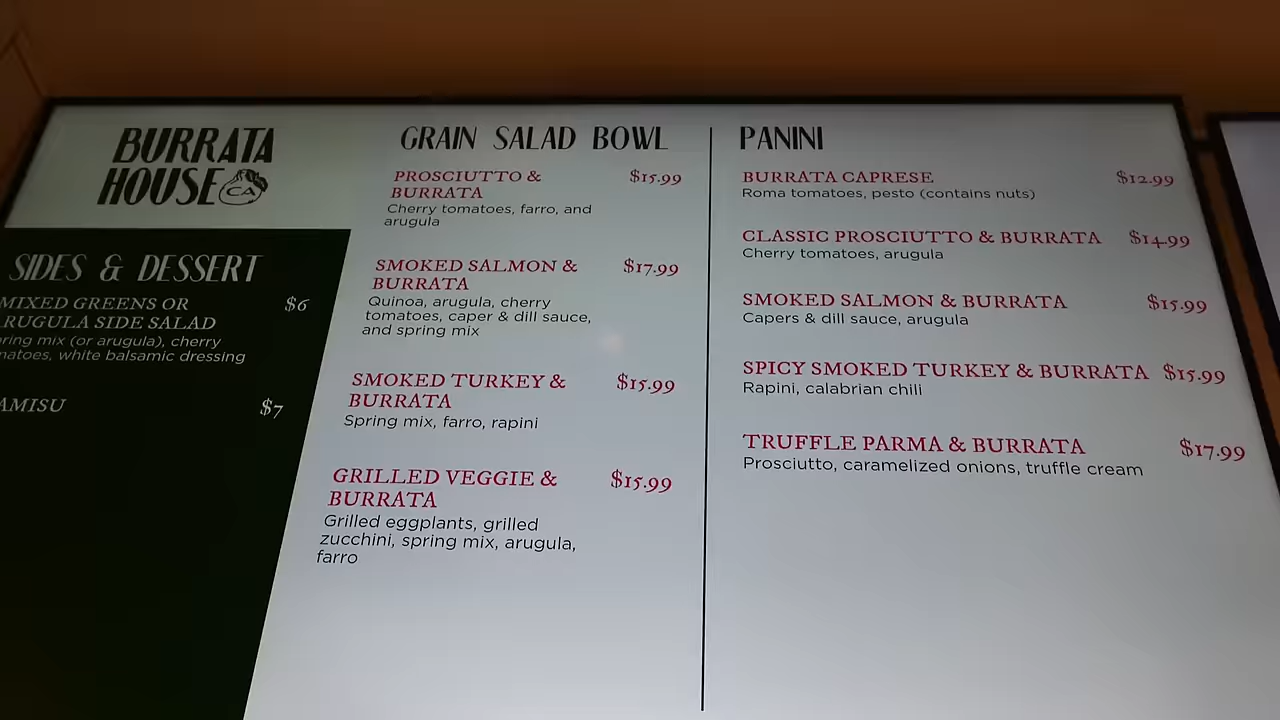 BURRATA
HOUSE
CA
SIDES & DESSERT
MIXED GREENS OR
SIDE SALAD
$6
(or arugula), cherry
white balsamic dressing
$7
GRAIN SALAD BOWL
PROSCIUTTO &
BURRATA
$15.99
Cherry tomatoes, farro, and
arugula
SMOKED SALMON &
BURRATA
$17.99
Quinoa, arugula, cherry
tomatoes, caper & dill sauce,
and spring mix
SMOKED TURKEY &
BURRATA
$15.99
Spring mix, farro, rapini
GRILLED VEGGIE &
BURRATA
$15.99
Grilled eggplants, grilled
zucchini, spring mix, arugula,
farro
PANINI
BURRATA CAPRESE $12.99
Roma tomatoes, pesto (contains nuts)
CLASSIC PROSCIUTTO & BURRATA $14.99
Cherry tomatoes, arugula
SMOKED SALMON & BURRATA $15.99
Capers & dill sauce, arugula
SPICY SMOKED TURKEY & BURRATA $15.99
Rapini, calabrian chili
TRUFFLE PARMA & BURRATA $17.99
Prosciutto, caramelized onions, truffle cream